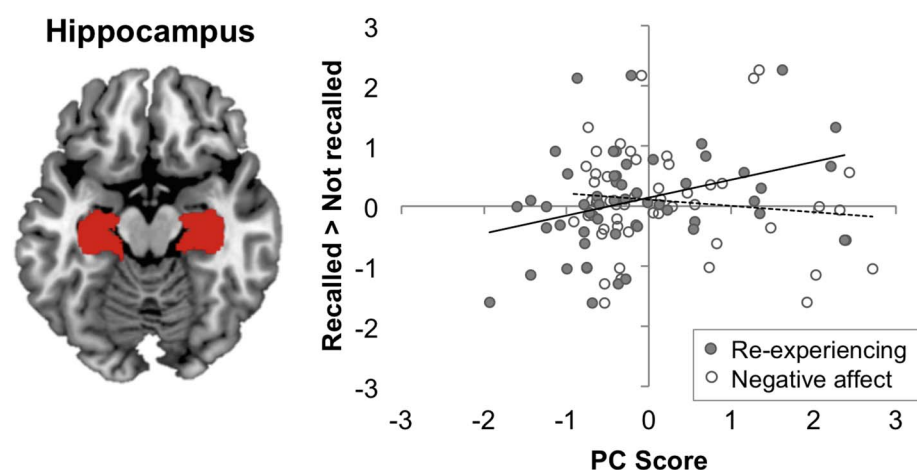 Hippocampus
Recalled > Not recalled
3
2
1
0
-1
-2
-3
-3
-2
-1
0
1
2
3
PC Score
Re-experiencing
Negative affect